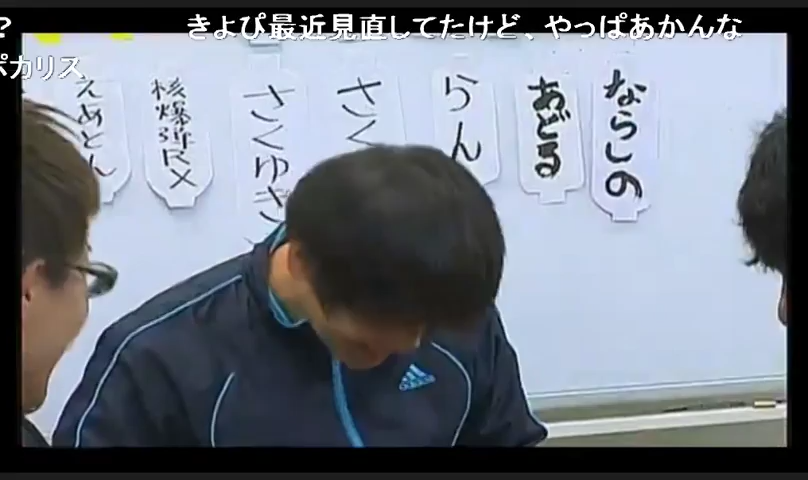 ?
きよぴ最近見直してたけど、やっぱあかんな
ポカリス
ならしの
あどる
らん
さく
さくゆき
核爆弾RX
えあとん
adidas